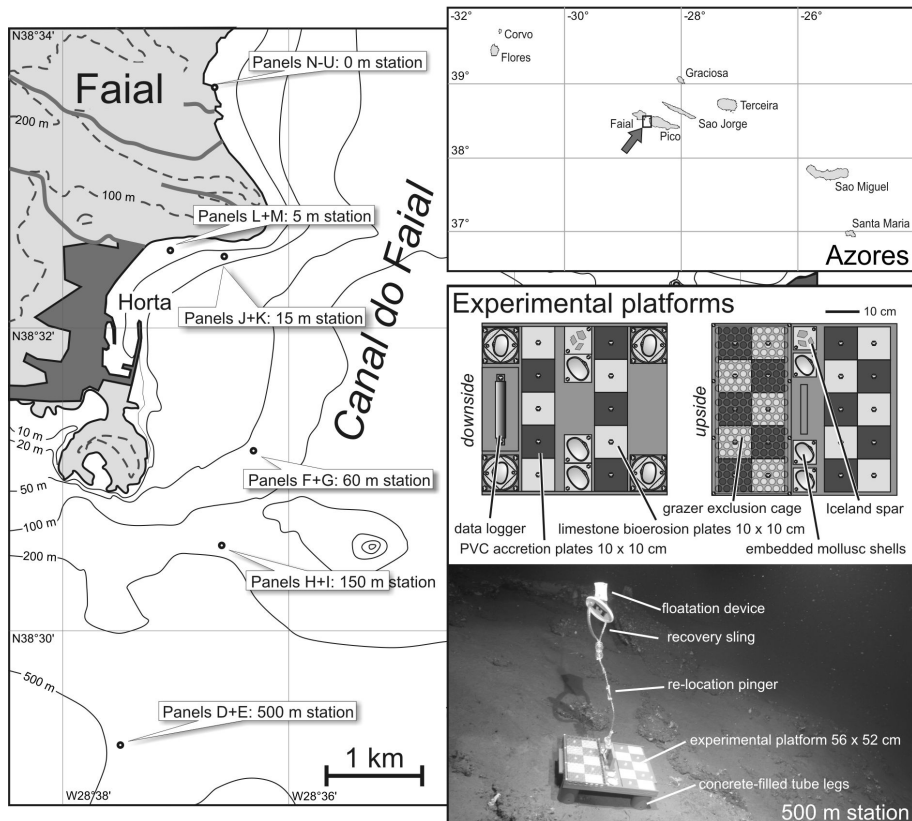 N38°34'
Panels N-U: 0 m station
Faial
200 m
100 m
Panels L+M: 5 m station
Horta
Panels J+K: 15 m station
N38°32'
Canal do Faial
10 m
20 m
50 m
Panels F+G: 60 m station
100 m
200 m
Panels H+I: 150 m station
N38°30'
500 m
Panels D+E: 500 m station
1 km
W28°38'
W28°36'
-32°
-30°
-28°
-26°
Corvo
Flores
39°
Graciosa
Terceira
Faial
Sao Jorge
Pico
38°
Sao Miguel
37°
Santa Maria
Azores
Experimental platforms
10 cm
downside
upside
grazer exclusion cage
Iceland spar
data logger
limestone bioerosion plates 10 x 10 cm
PVC accretion plates 10 x 10 cm
embedded mollusc shells
floatation device
recovery sling
re-location pinger
experimental platform 56 x 52 cm
concrete-filled tube legs
500 m station